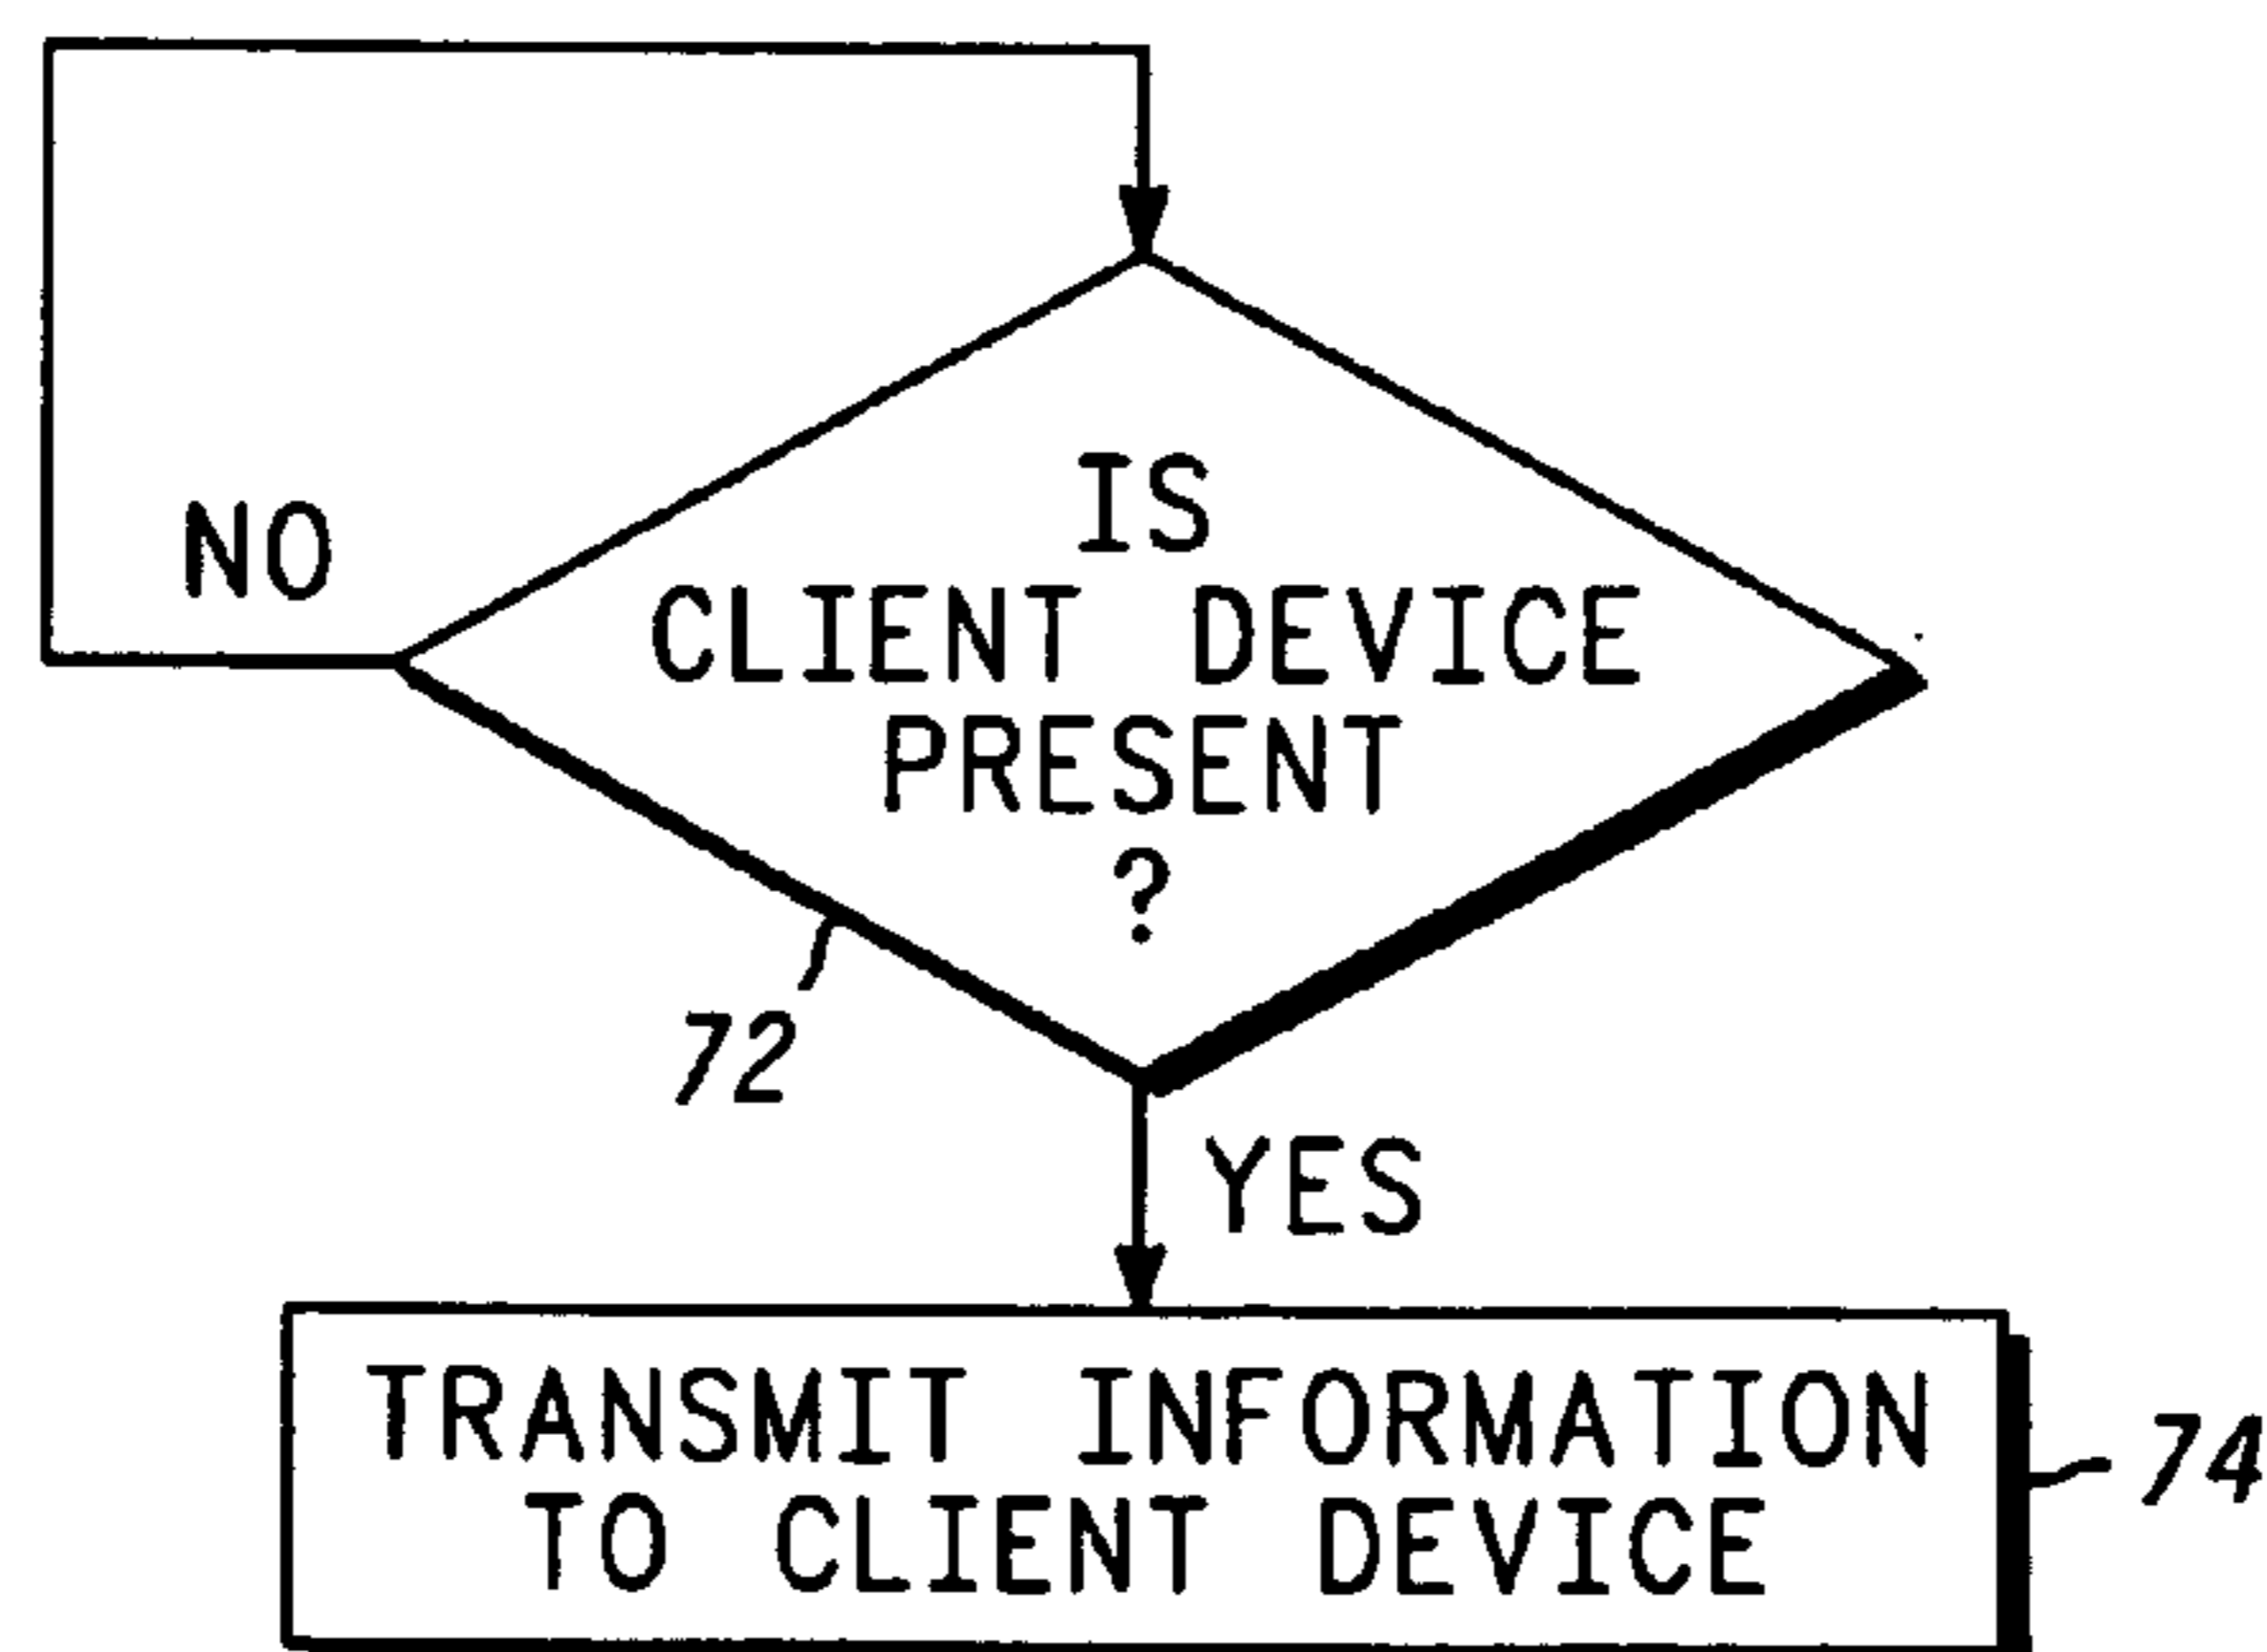 NO
IS
CLIENT DEVICE
PRESENT
?
72
YES
TRANSMIT INFORMATION
TO CLIENT DEVICE
74